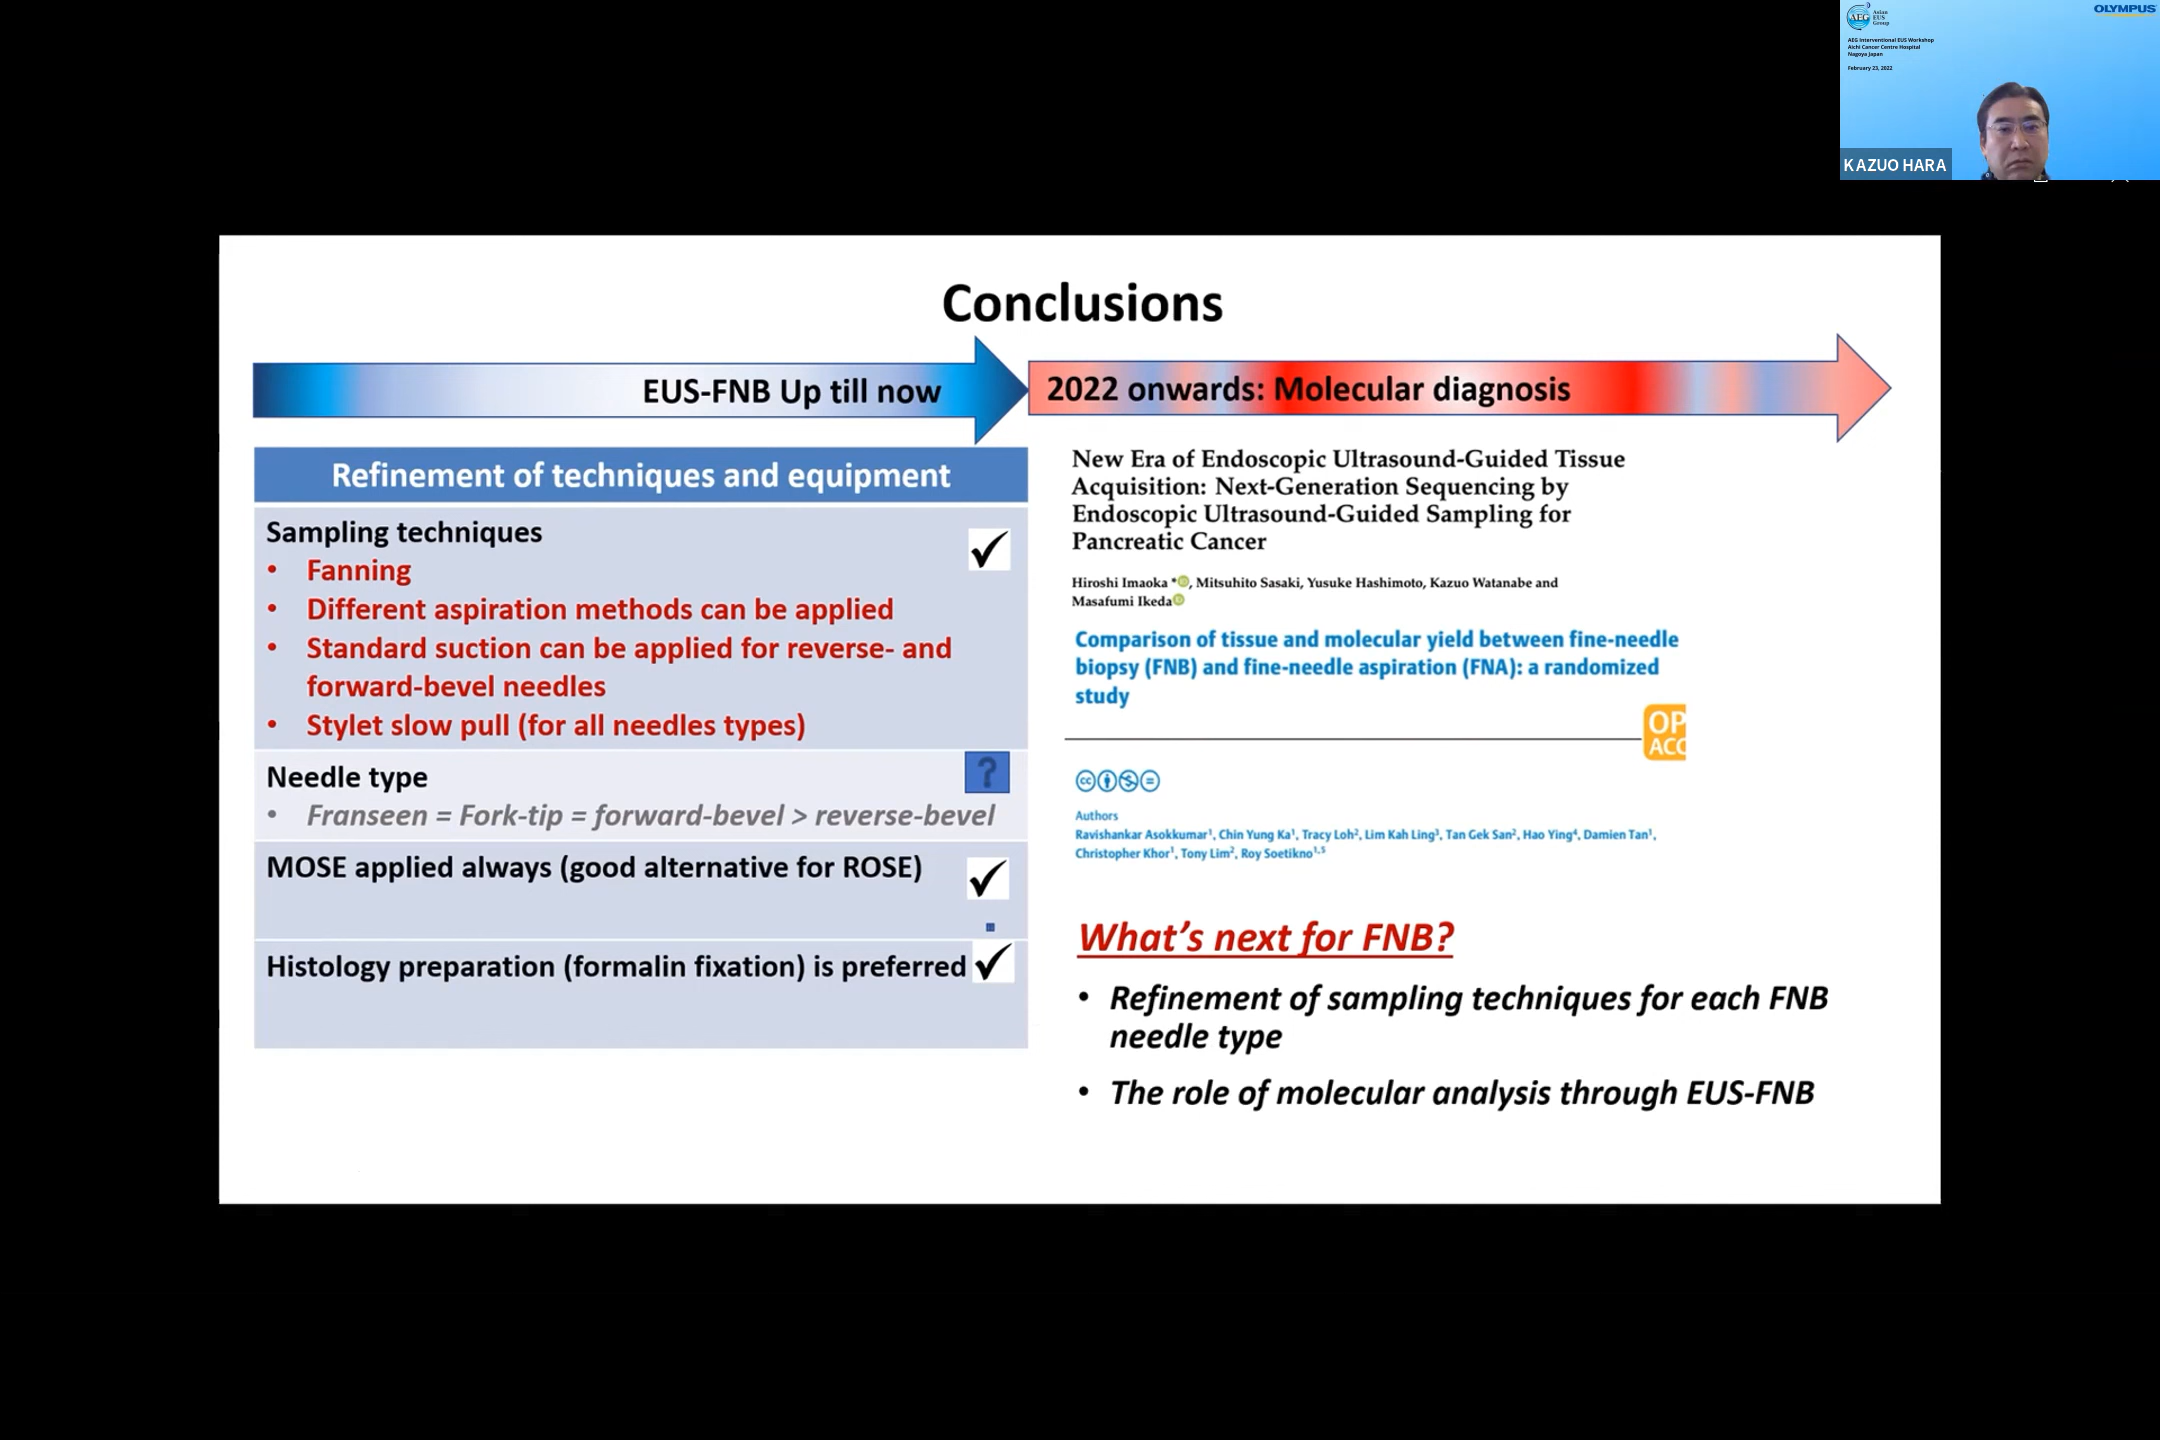 Asian
AEG EUS
Group
OLYMPUS
AEG Interventional EUS Workshop
Aichi Cancer Centre Hospital
Nagoya Japan
February 23, 2022
KAZUO HARA
Conclusions
EUS-FNB Up till now
2022 onwards: Molecular diagnosis
Refinement of techniques and equipment
Sampling techniques
• Fanning
• Different aspiration methods can be applied
• Standard suction can be applied for reverse- and
forward-bevel needles
• Stylet slow pull (for all needles types)
Needle type
?
• Franseen = Fork-tip = forward-bevel > reverse-bevel
MOSE applied always (good alternative for ROSE)
Histology preparation (formalin fixation) is preferred
New Era of Endoscopic Ultrasound-Guided Tissue
Acquisition: Next-Generation Sequencing by
Endoscopic Ultrasound-Guided Sampling for
Pancreatic Cancer
Hiroshi Imaoka *, Mitsuhito Sasaki, Yusuke Hashimoto, Kazuo Watanabe and
Masafumi Ikeda
Comparison of tissue and molecular yield between fine-needle
biopsy (FNB) and fine-needle aspiration (FNA): a randomized
study
OP
ACC
cc
Authors
Ravishankar Asokkumar¹, Chin Yung Ka¹, Tracy Loh², Lim Kah Ling³, Tan Gek San², Hao Ying⁴, Damien Tan¹,
Christopher Khor¹, Tony Lim², Roy Soetikno¹,⁵
What's next for FNB?
• Refinement of sampling techniques for each FNB
needle type
• The role of molecular analysis through EUS-FNB